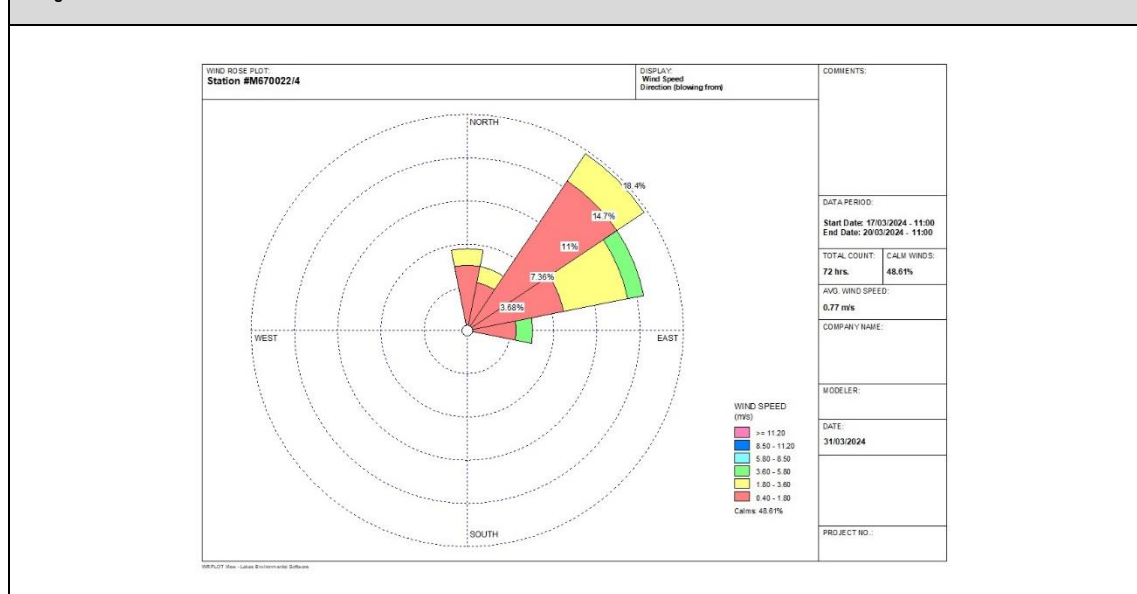 WIND ROSE PLOT:
Station #M670022/4
DISPLAY:
Wind Speed
Direction (blowing from)
COMMENTS:
NORTH
18.4%
14.7%
11%
7.36%
3.68%
WEST
EAST
SOUTH
WIND SPEED
(m/s)
>= 11.20
8.50 - 11.20
5.80 - 8.50
3.60 - 5.80
1.80 - 3.60
0.40 - 1.80
Calms: 48.61%
DATA PERIOD:
Start Date: 17/03/2024 - 11:00
End Date: 20/03/2024 - 11:00
TOTAL COUNT:
72 hrs.
CALM WINDS:
48.61%
AVG. WIND SPEED:
0.77 m/s
COMPANY NAME:
MODELER:
DATE:
31/03/2024
PROJECT NO.:
WRPLOT View - Lakes Environmental Software